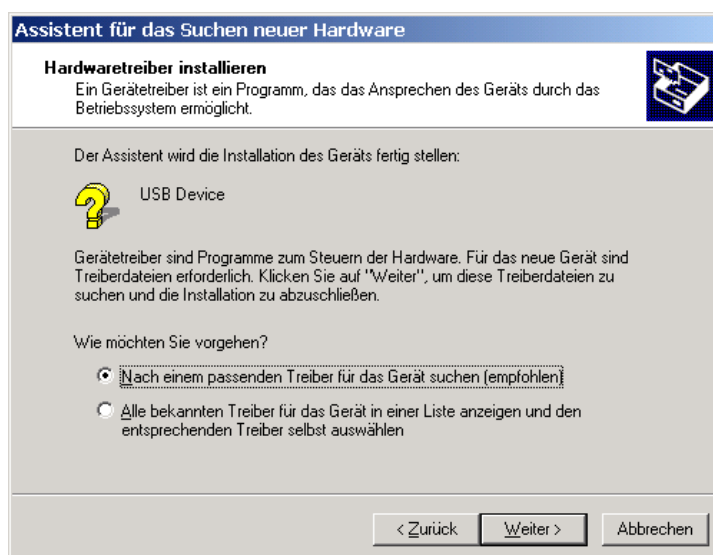 Assistent für das Suchen neuer Hardware
Hardwaretreiber installieren
Ein Gerätetreiber ist ein Programm, das das Ansprechen des Geräts durch das
Betriebssystem ermöglicht.
Der Assistent wird die Installation des Geräts fertig stellen:
USB Device
Gerätetreiber sind Programme zum Steuern der Hardware. Für das neue Gerät sind
Treiberdateien erforderlich. Klicken Sie auf "Weiter", um diese Treiberdateien zu
suchen und die Installation zu abzuschließen.
Wie möchten Sie vorgehen?
Nach einem passenden Treiber für das Gerät suchen (empfohlen)
Alle bekannten Treiber für das Gerät in einer Liste anzeigen und den
entsprechenden Treiber selbst auswählen
< Zurück Weiter > Abbrechen